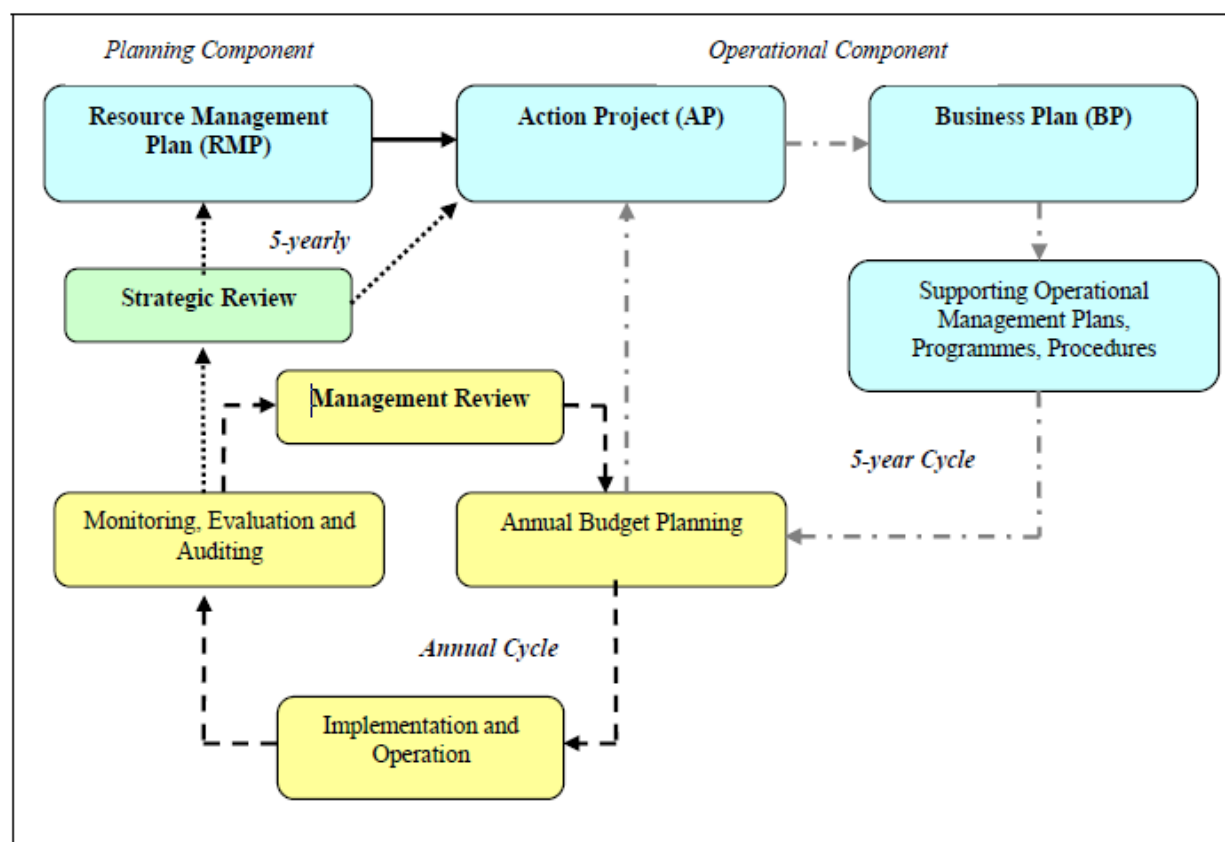 Planning Component
Operational Component
Resource Management
Plan (RMP)
Action Project (AP)
Business Plan (BP)
5-yearly
Strategic Review
Supporting Operational
Management Plans,
Programmes, Procedures
Management Review
5-year Cycle
Monitoring, Evaluation and
Auditing
Annual Budget Planning
Annual Cycle
Implementation and
Operation